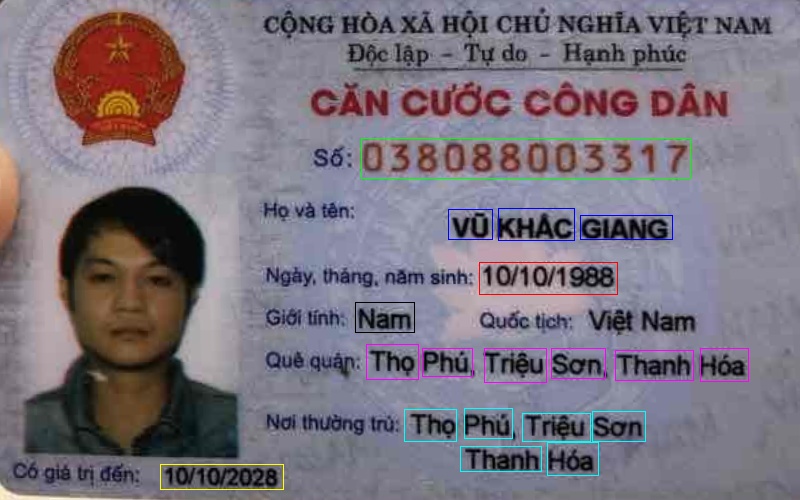 CỘNG HÒA XÃ HỘI CHỦ NGHĨA VIỆT NAM
Độc lập – Tự do – Hạnh phúc
CĂN CƯỚC CÔNG DÂN
Số: 038088003317
Họ và tên: VŨ KHẮC GIANG
Ngày, tháng, năm sinh: 10/10/1988
Giới tính: Nam Quốc tịch: Việt Nam
Quê quán: Thọ Phú, Triệu Sơn, Thanh Hóa
Nơi thường trú: Thọ Phú, Triệu Sơn
Thanh Hóa
Có giá trị đến: 10/10/2028